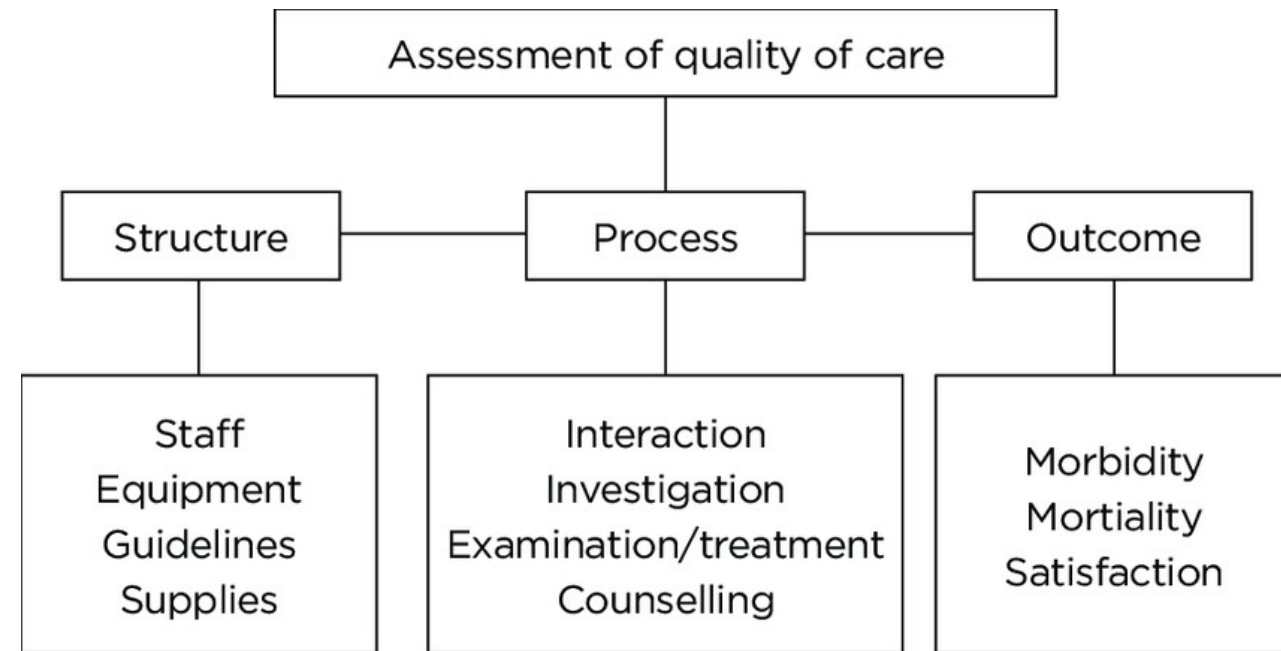 Assessment of quality of care
Structure
Process
Outcome
Staff
Equipment
Guidelines
Supplies
Interaction
Investigation
Examination/treatment
Counselling
Morbidity
Mortiality
Satisfaction